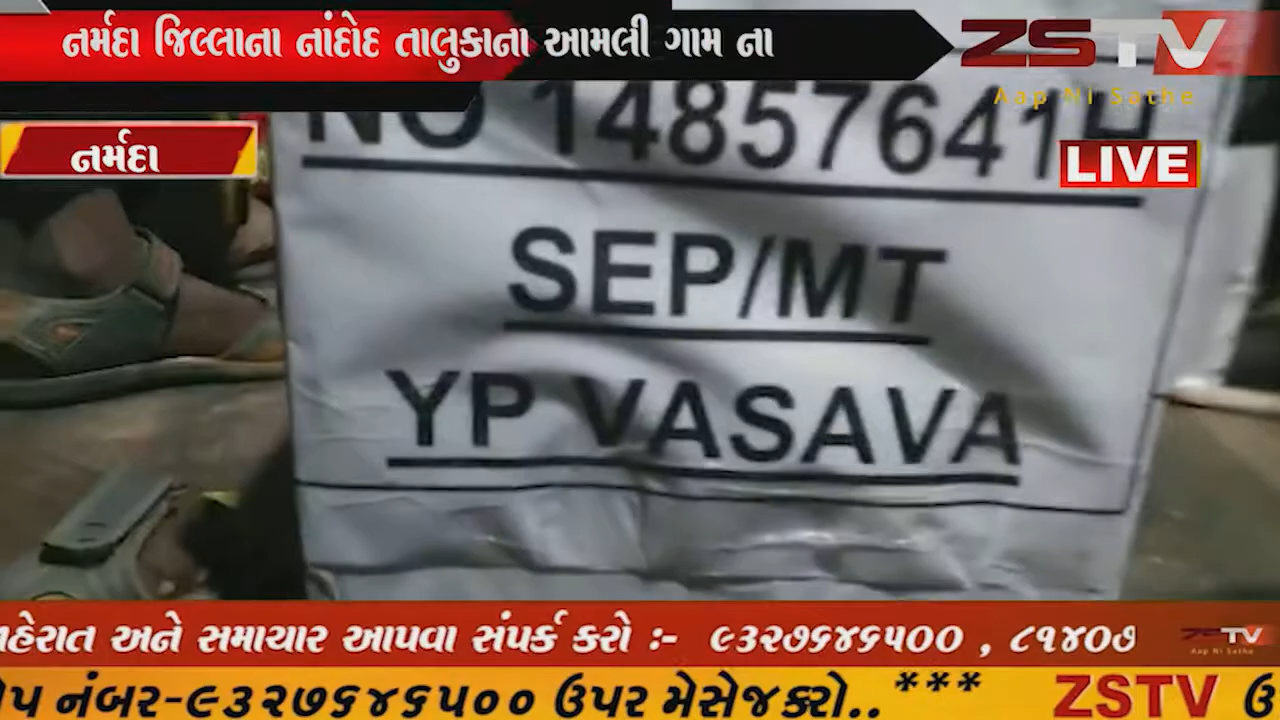 નર્મદા જિલ્લાના નાંદોદ તાલુકાના આમલી ગામ ના
ZSTV
Aap Ni Sathe
નર્મદા
LIVE
NO 14857641H
SEP/MT
YP VASAVA
અને સમાચાર આપવા સંપર્ક કરો :- ૯૩૨૭૬૪૬૫૦૦ , ૮૧૪૦૭
ZSTV
Aap Ni Sathe
નંબર-૯૩૨૭૬૪૬૫૦૦ ઉપર મેસેજ કરો.. *** ZSTV